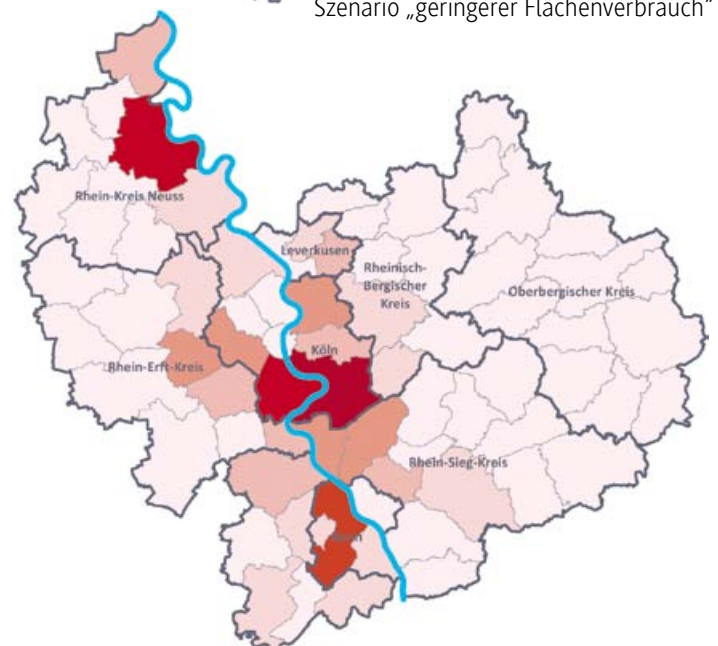 Szenario „geringerer Flächenverbrauch“
Rhein-Kreis Neuss
Leverkusen
Rheinisch-
Bergischer
Kreis
Oberbergischer Kreis
Köln
Rhein-Erft-Kreis
Rhein-Sieg-Kreis